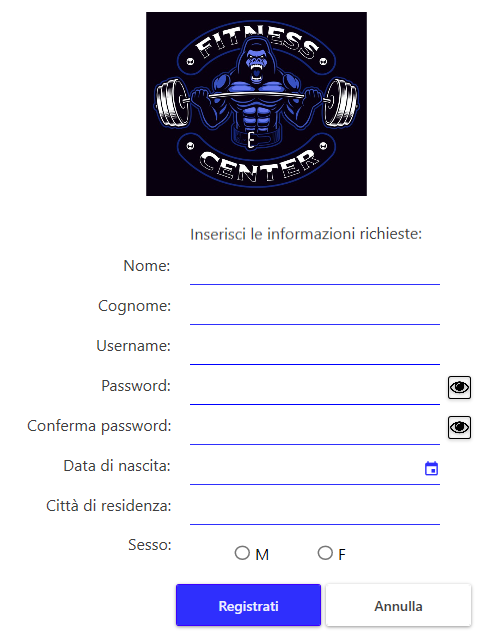 FITNESS
CENTER
Inserisci le informazioni richieste:
Nome:
Cognome:
Username:
Password:
Conferma password:
Data di nascita:
Città di residenza:
Sesso: M F
Registrati Annulla